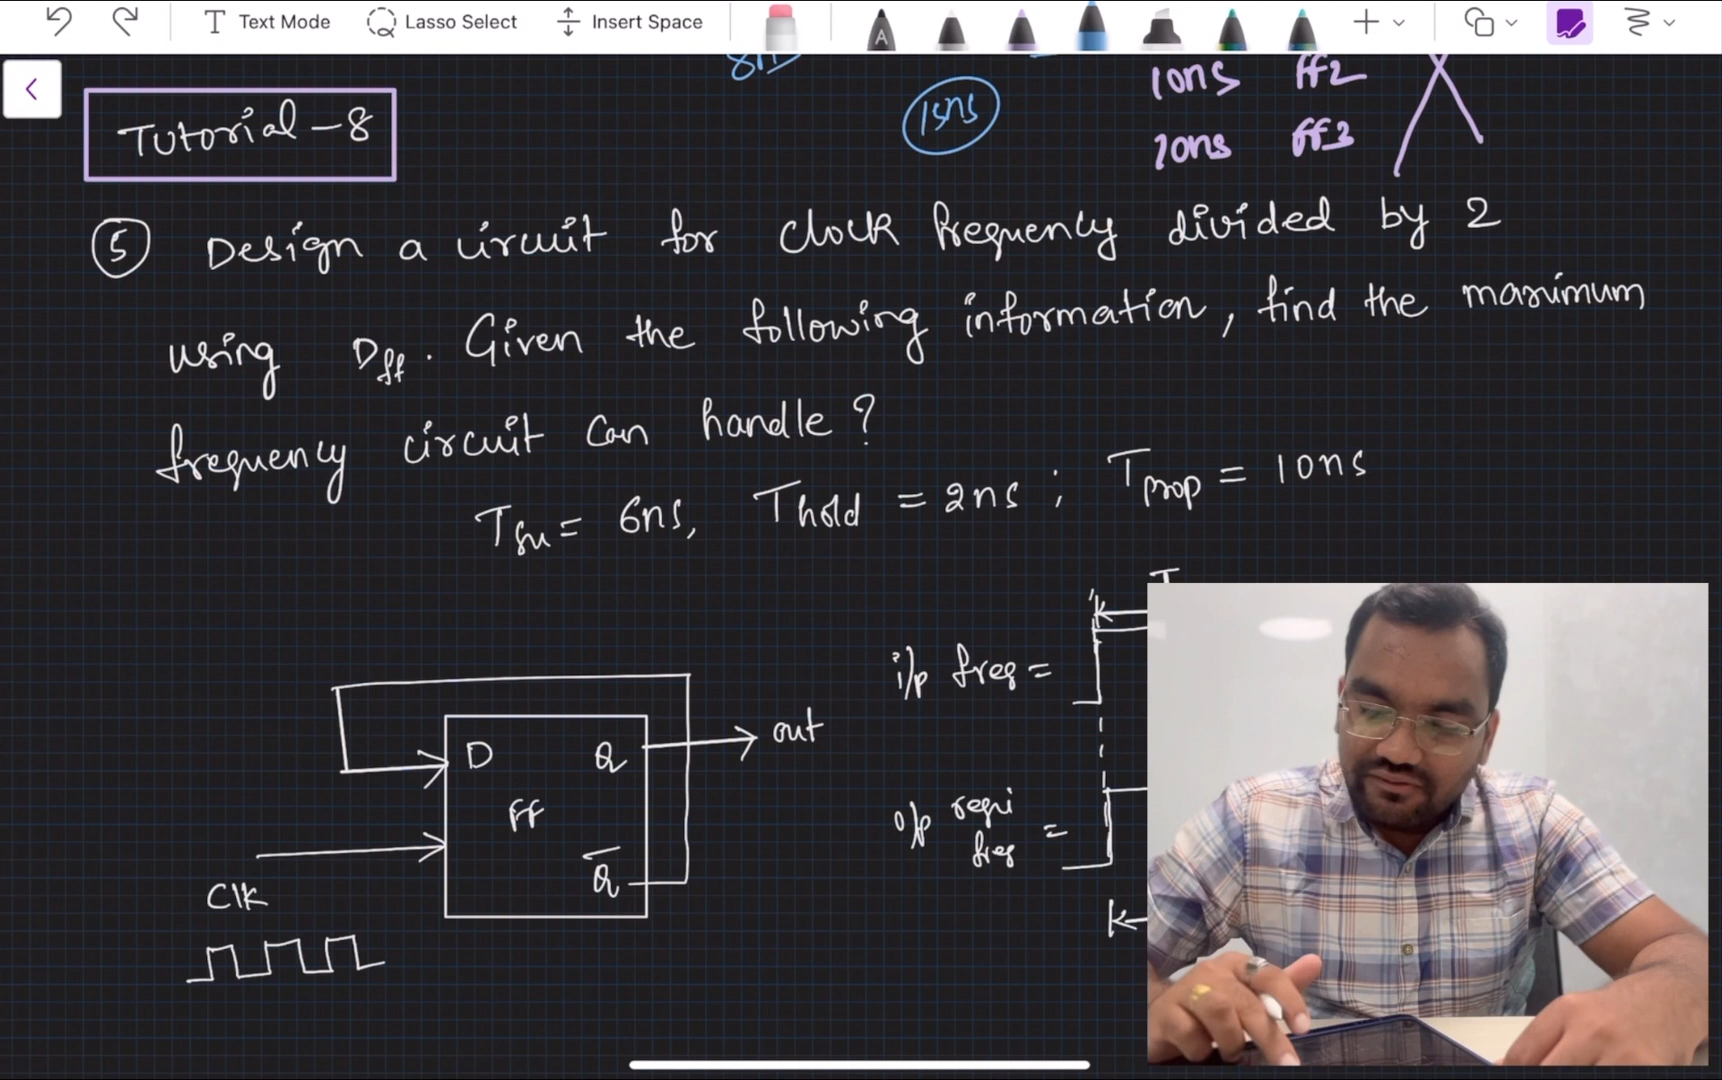 Text Mode Lasso Select Insert Space
A
15ns
10ns ff2
10ns ff3
Tutorial-8
5 Design a circuit for clock frequency divided by 2
using Dff. Given the following information, find the maximum
frequency circuit can handle?
Tsu = 6ns, Thold = 2ns ; Tprop = 10ns
i/p freq =
D Q
out
FF
o/p requi freq =
Q̅
Clk